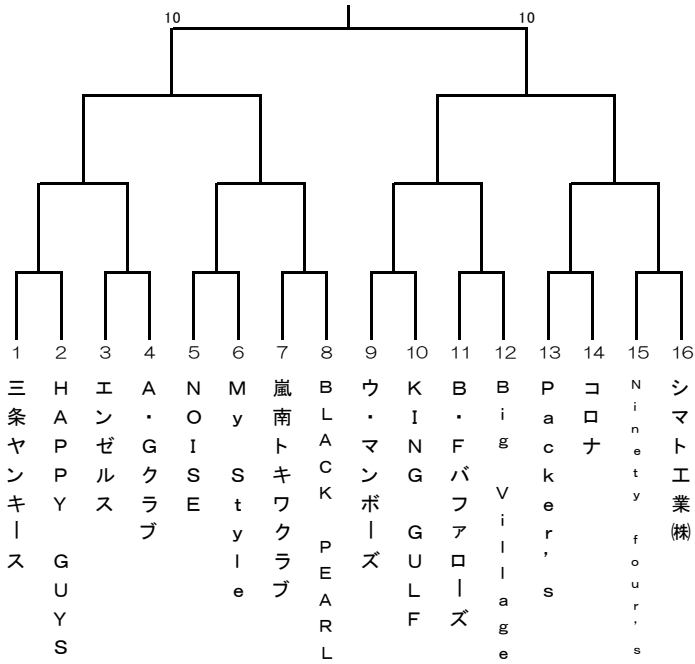 10 10
1 2 3 4 5 6 7 8 9 10 11 12 13 14 15 16
三条ヤンキース
HAPPY GUYS
エンゼルス
A・Gクラブ
NOISE
My Style
嵐南トキワクラブ
BLACK PEARL
ウ・マンボーズ
KING GULF
B・Fバファローズ
Big Village
Packer's
コロナ
Ninety four's
シマト工業㈱